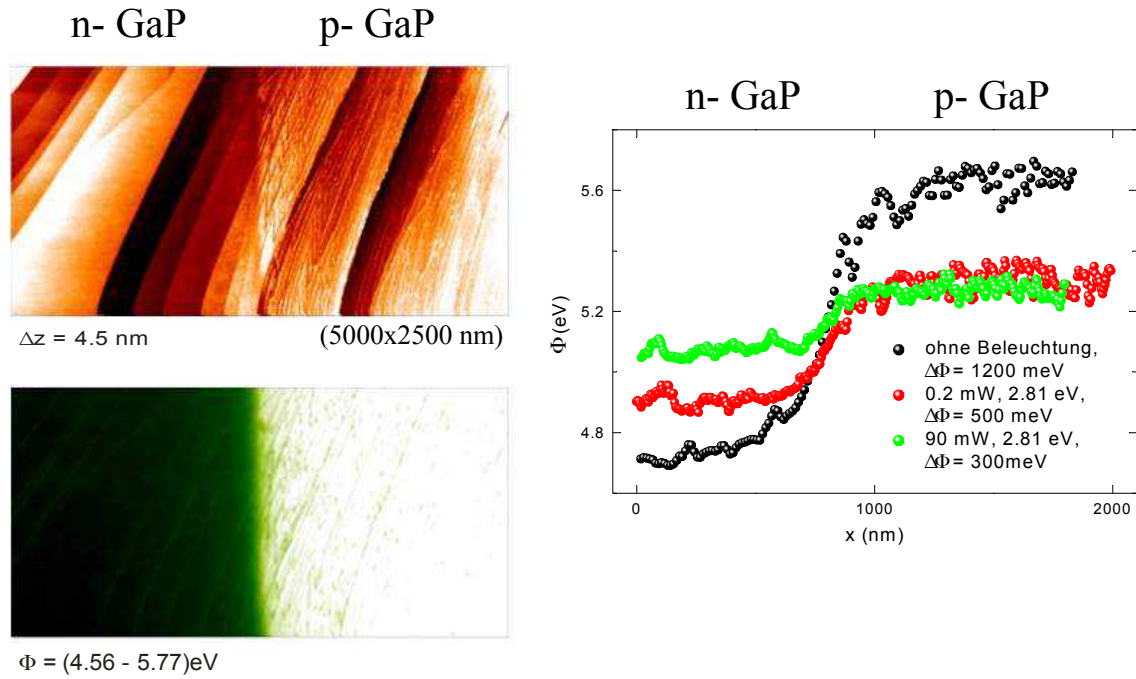 n- GaP p- GaP
Δz = 4.5 nm (5000x2500 nm)
Φ = (4.56 - 5.77)eV
n- GaP p- GaP
5.6
5.2
4.8
Φ (eV)
0 1000 2000
x (nm)
ohne Beleuchtung,
ΔΦ= 1200 meV
0.2 mW, 2.81 eV,
ΔΦ= 500 meV
90 mW, 2.81 eV,
ΔΦ= 300meV